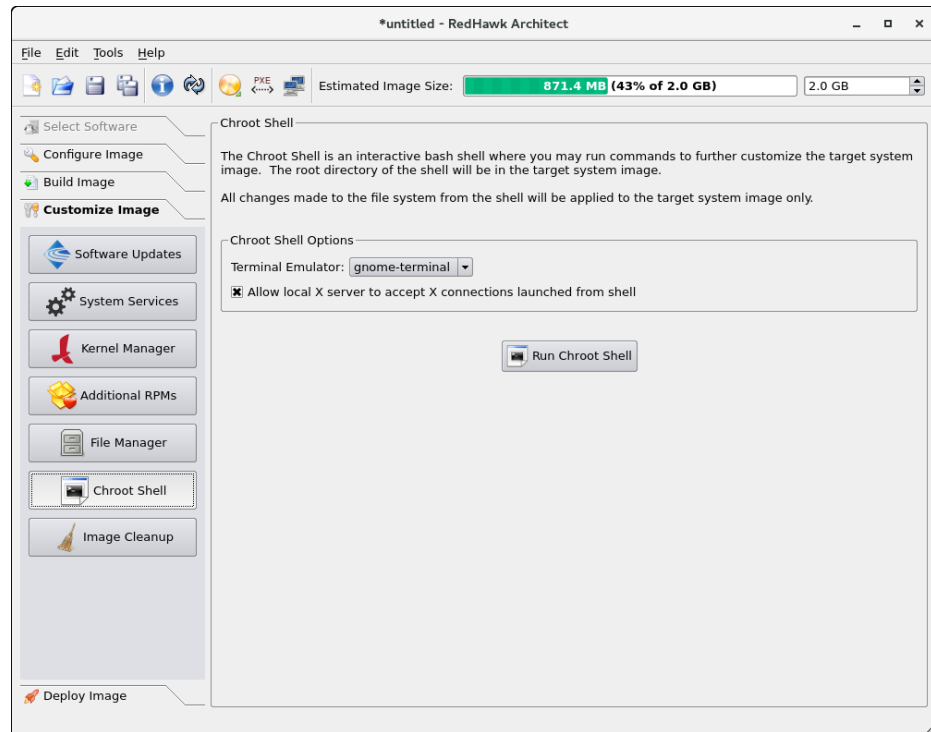 *untitled - RedHawk Architect
File Edit Tools Help
PXE
Estimated Image Size:
871.4 MB (43% of 2.0 GB)
2.0 GB
Select Software
Configure Image
Build Image
Customize Image
Software Updates
System Services
Kernel Manager
Additional RPMs
File Manager
Chroot Shell
Image Cleanup
Deploy Image
Chroot Shell
The Chroot Shell is an interactive bash shell where you may run commands to further customize the target system
image. The root directory of the shell will be in the target system image.
All changes made to the file system from the shell will be applied to the target system image only.
Chroot Shell Options
Terminal Emulator: gnome-terminal
Allow local X server to accept X connections launched from shell
Run Chroot Shell